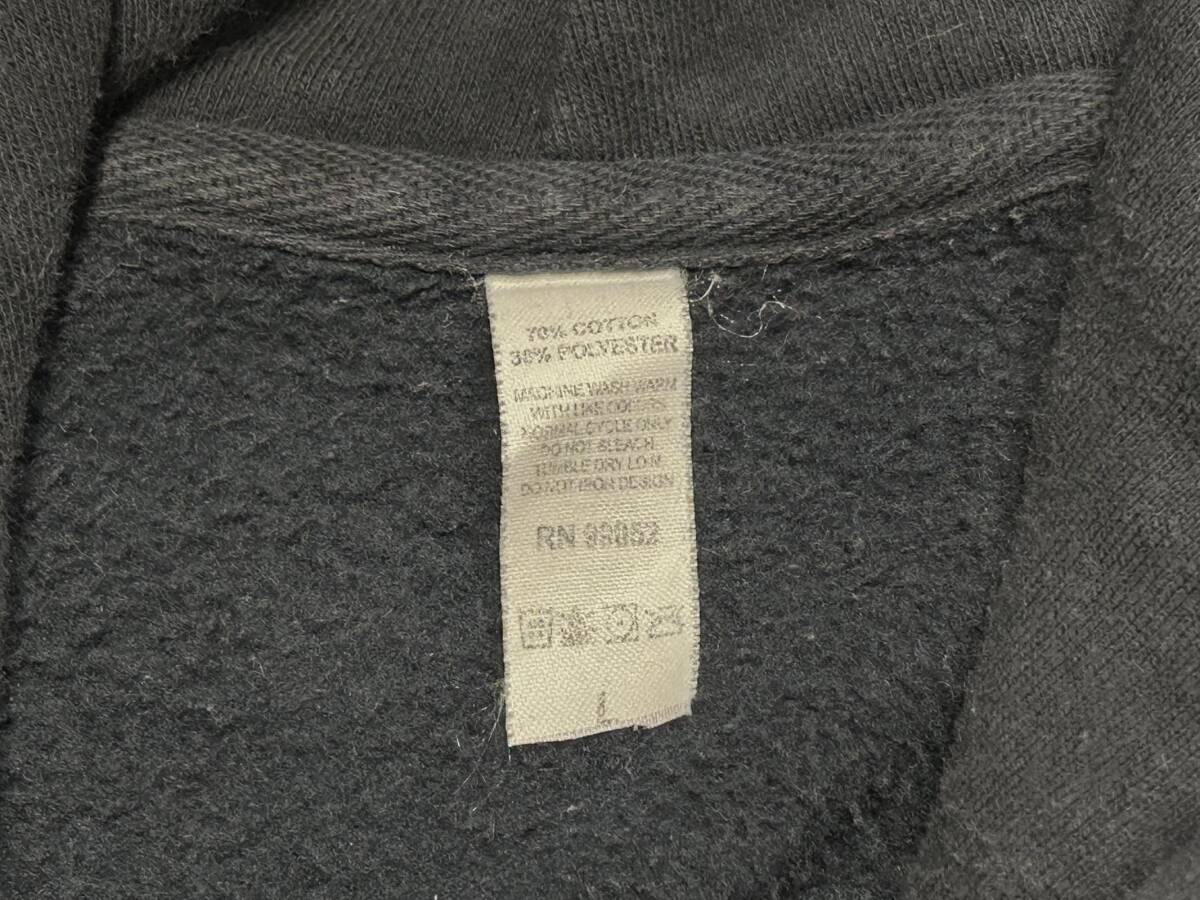 70% COTTON
30% POLYESTER
MACHINE WASH WARM
WITH LIKE COLORS
NORMAL CYCLE ONLY
DO NOT BLEACH
TUMBLE DRY LOW
DO NOT IRON DESIGN
RN
L